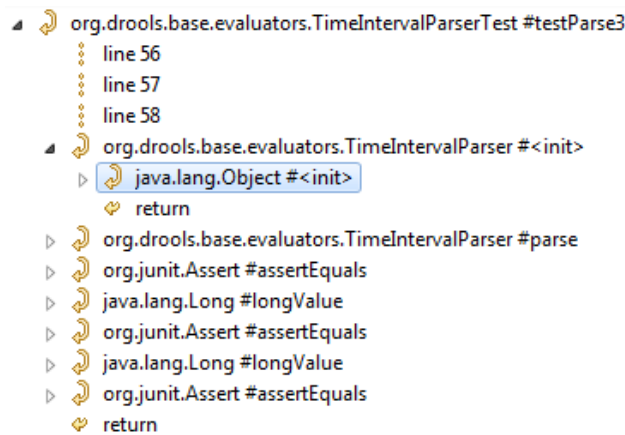 org.drools.base.evaluators.TimeIntervalParserTest #testParse3
line 56
line 57
line 58
org.drools.base.evaluators.TimeIntervalParser #<init>
java.lang.Object #<init>
return
org.drools.base.evaluators.TimeIntervalParser #parse
org.junit.Assert #assertEquals
java.lang.Long #longValue
org.junit.Assert #assertEquals
java.lang.Long #longValue
org.junit.Assert #assertEquals
return